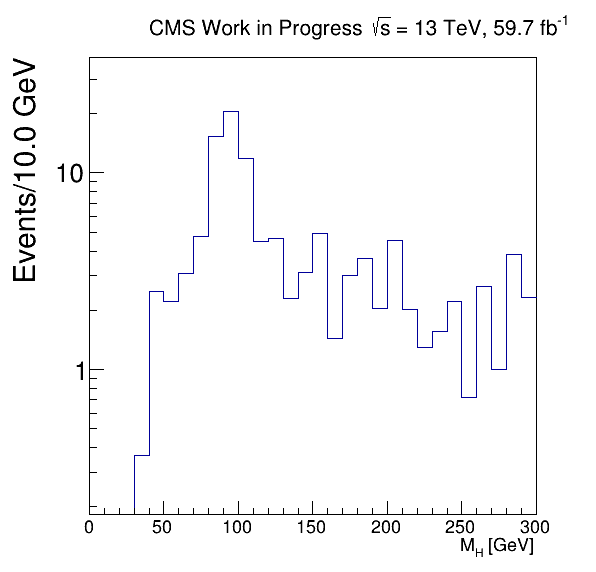 CMS Work in Progress √s = 13 TeV, 59.7 fb⁻¹
Events/10.0 GeV
10
1
0 50 100 150 200 250 300
M_H [GeV]